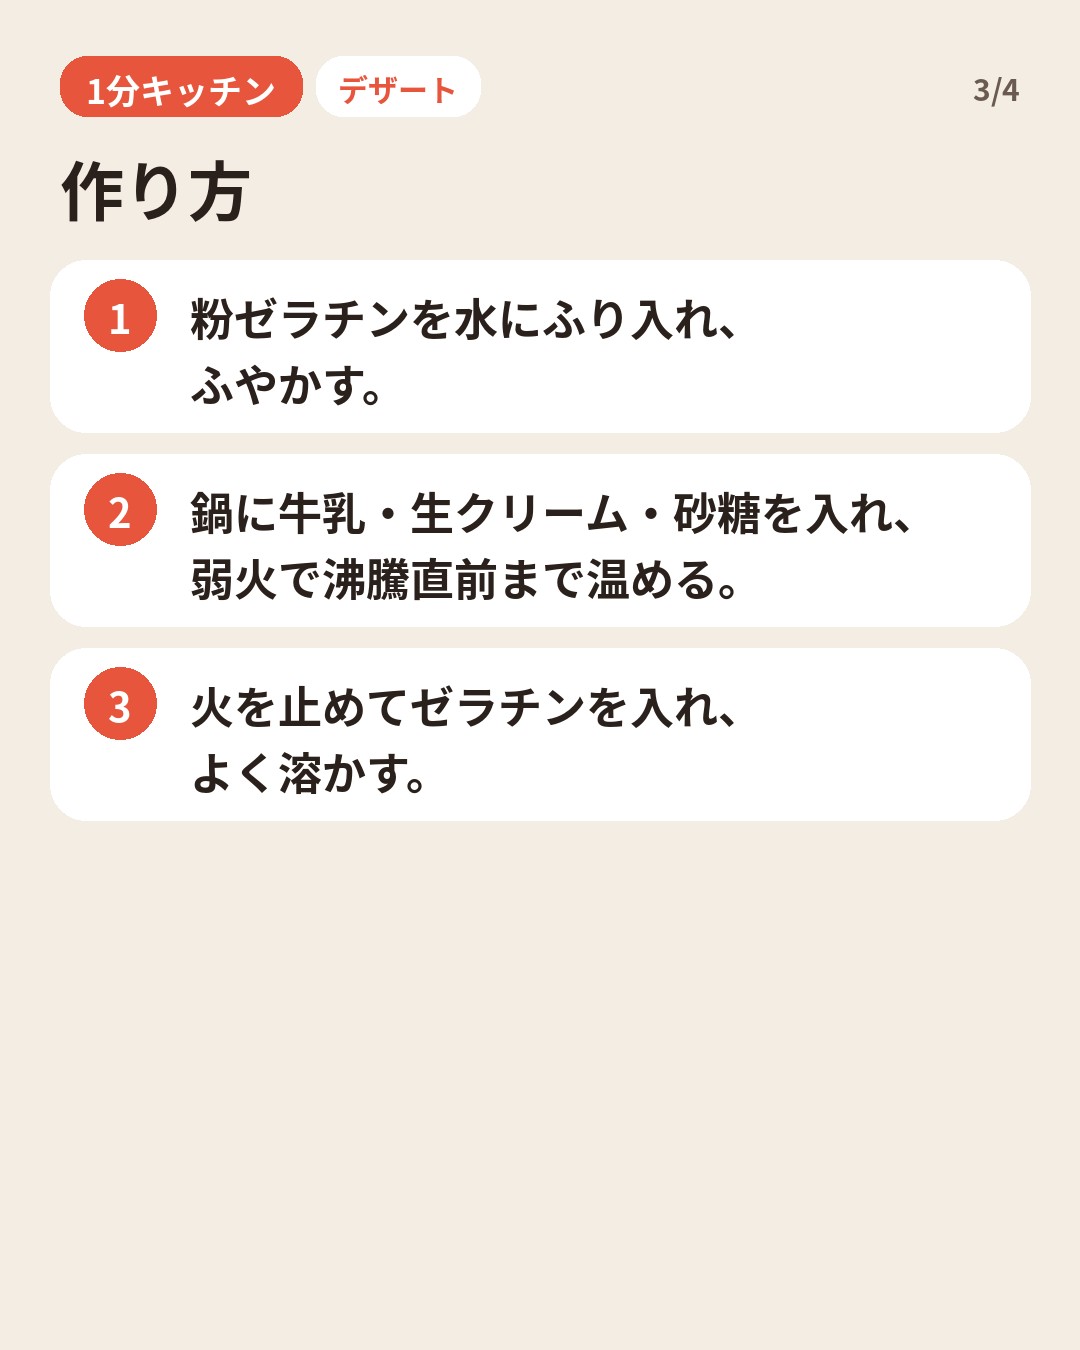 1分キッチン デザート 3/4
作り方
1 粉ゼラチンを水にふり入れ、
ふやかす。
2 鍋に牛乳・生クリーム・砂糖を入れ、
弱火で沸騰直前まで温める。
3 火を止めてゼラチンを入れ、
よく溶かす。